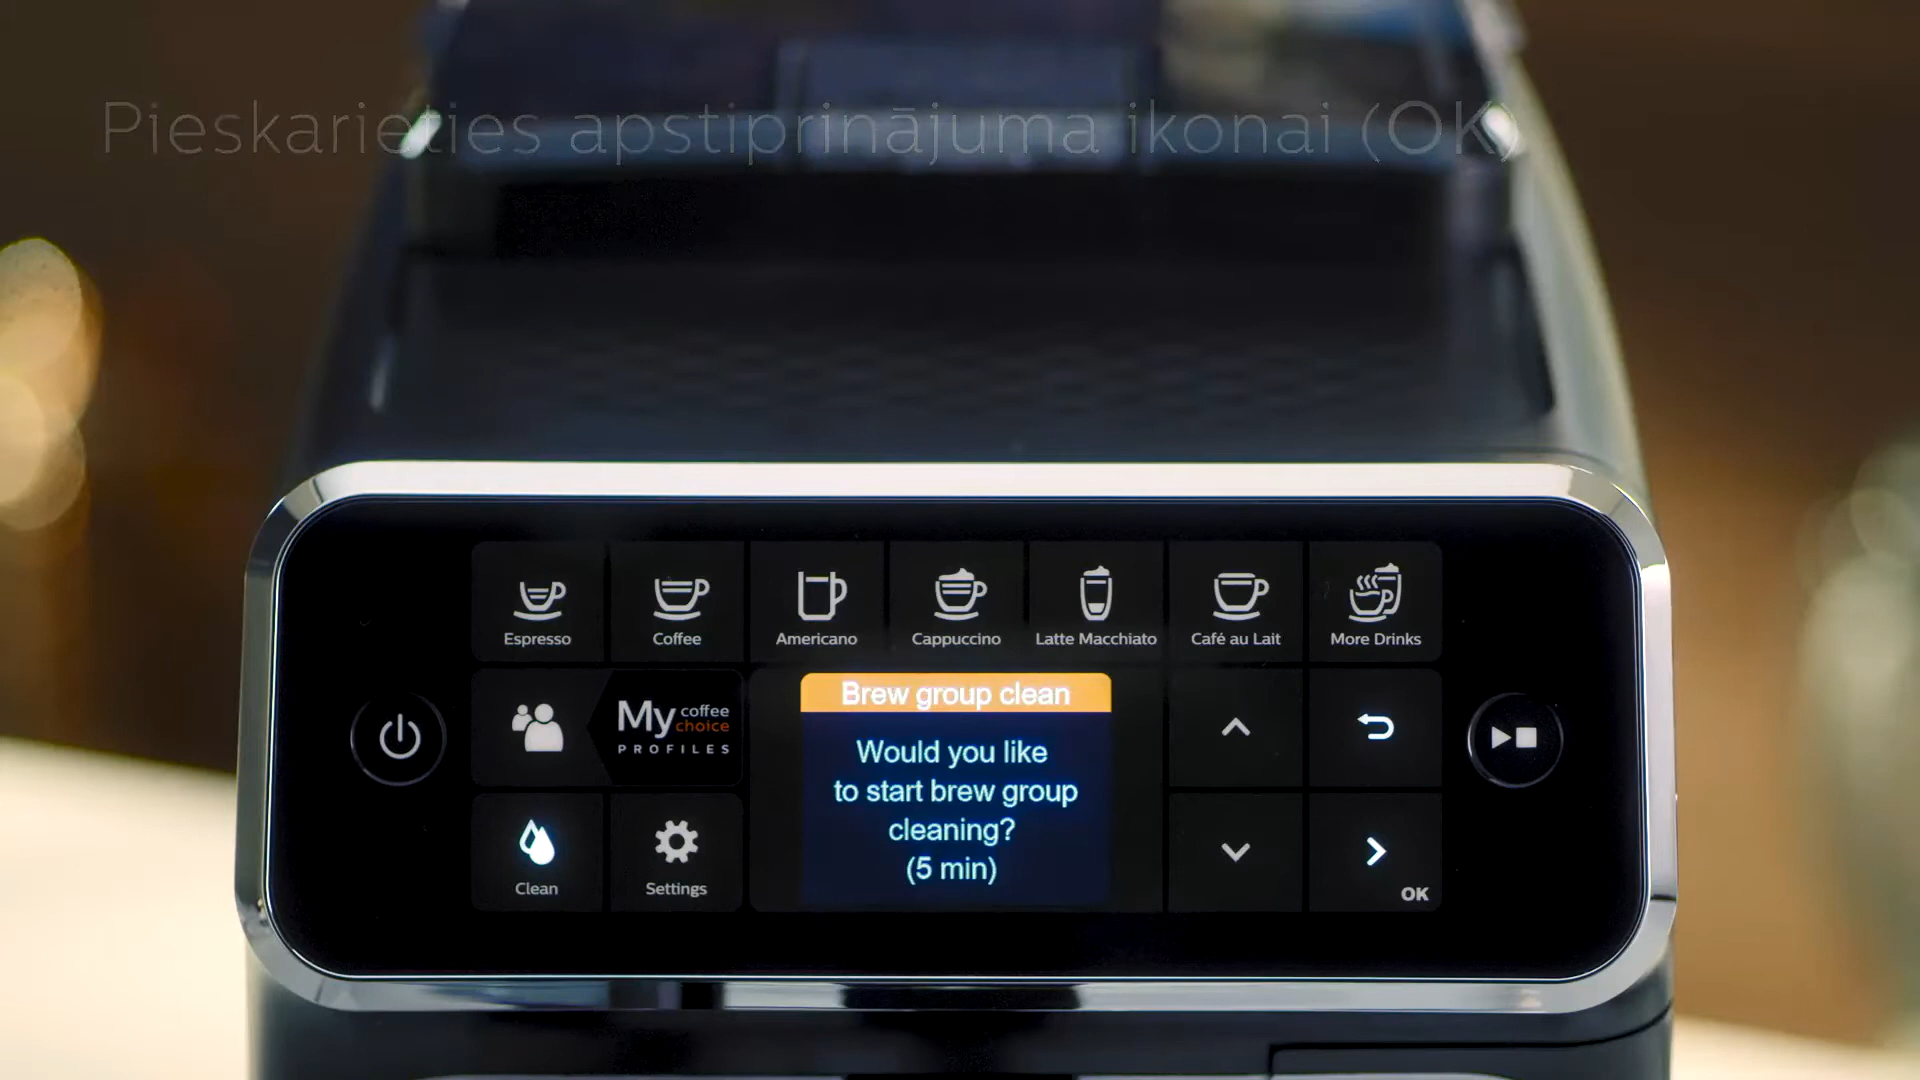 Pieskarieties apstiprinājuma ikonai (OK)
Espresso
Coffee
Americano
Cappuccino
Latte Macchiato
Café au Lait
More Drinks
My coffee choice
PROFILES
Brew group clean
Would you like
to start brew group
cleaning?
(5 min)
Clean
Settings
OK